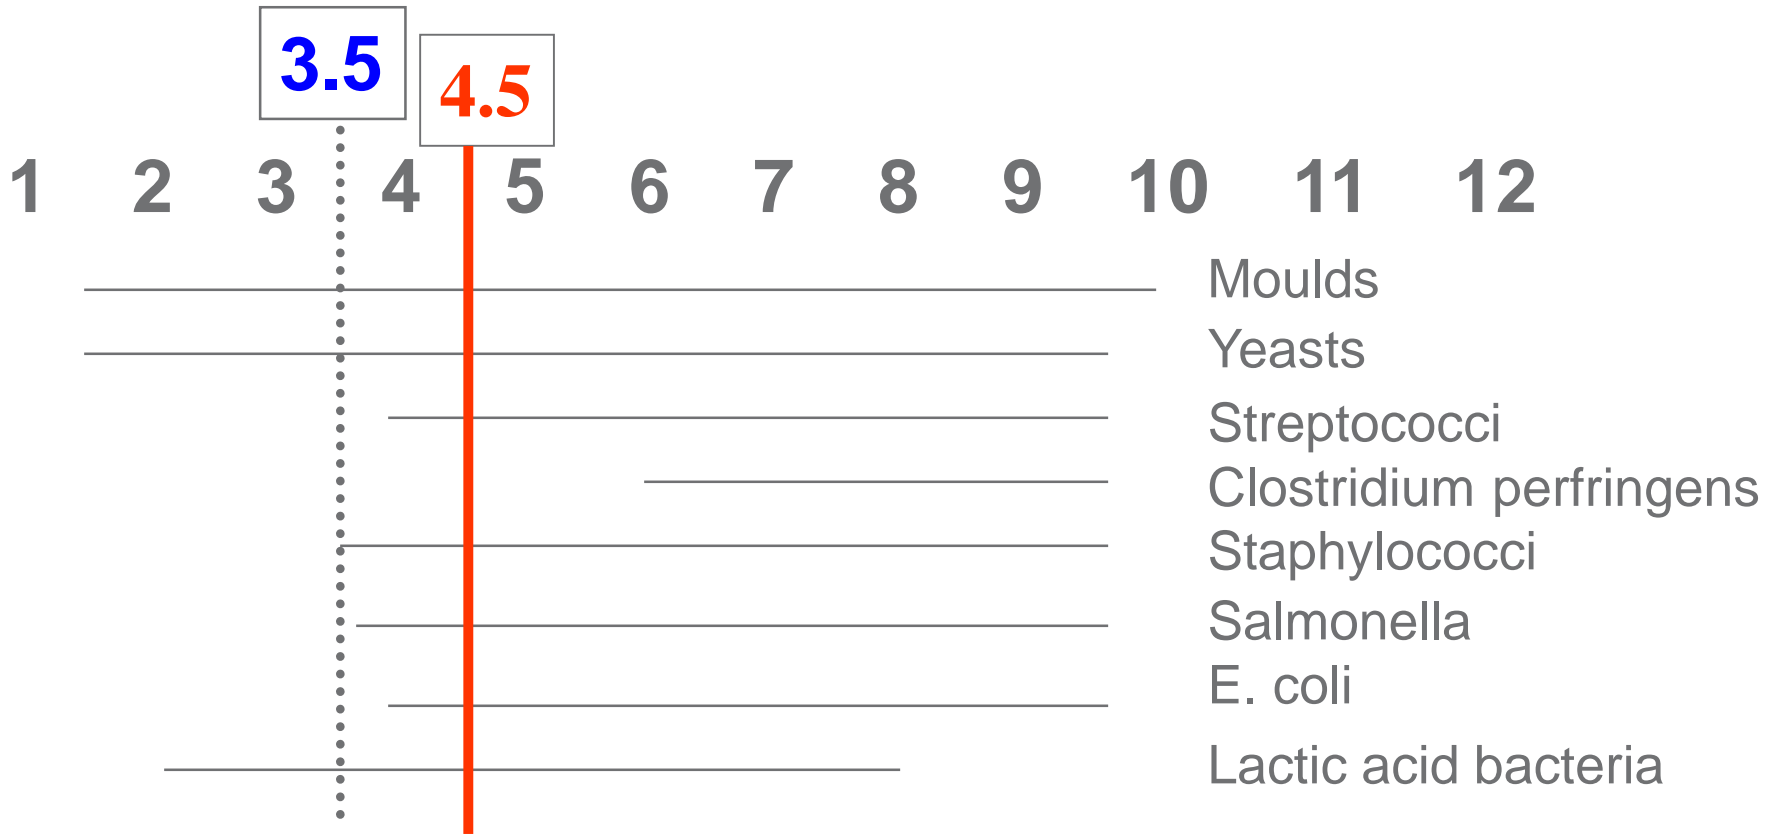 3.5
4.5
1 2 3 4 5 6 7 8 9 10 11 12
Moulds
Yeasts
Streptococci
Clostridium perfringens
Staphylococci
Salmonella
E. coli
Lactic acid bacteria